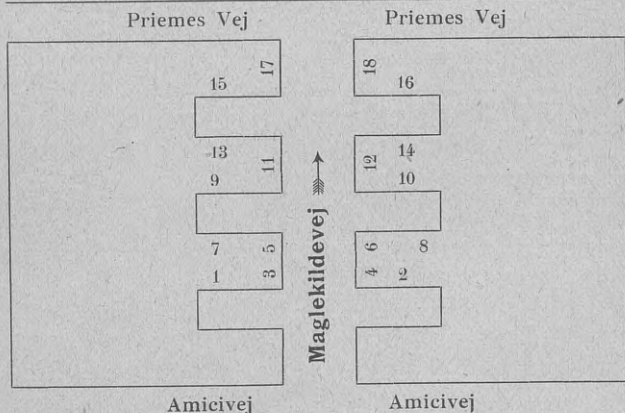 Priemes Vej Priemes Vej
17 18
15 16
13 11 12 14
9 10
7 5 6 8
1 3 4 2
Maglekildevej
Amicivej Amicivej